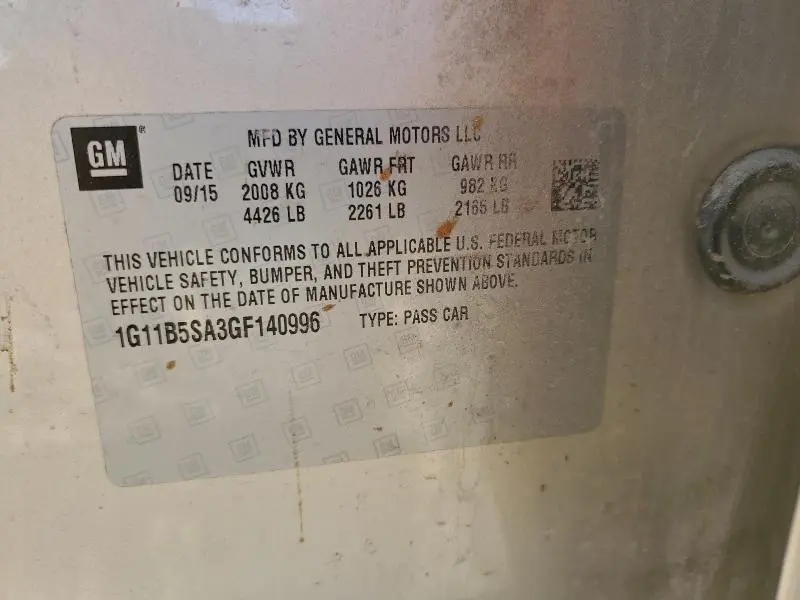 GM
MFD BY GENERAL MOTORS LLC
DATE GVWR GAWR FRT GAWR RR
09/15 2008 KG 1026 KG 982 KG
4426 LB 2261 LB 2165 LB
THIS VEHICLE CONFORMS TO ALL APPLICABLE U.S. FEDERAL MOTOR
VEHICLE SAFETY, BUMPER, AND THEFT PREVENTION STANDARDS IN
EFFECT ON THE DATE OF MANUFACTURE SHOWN ABOVE.
1G11B5SA3GF140996 TYPE: PASS CAR